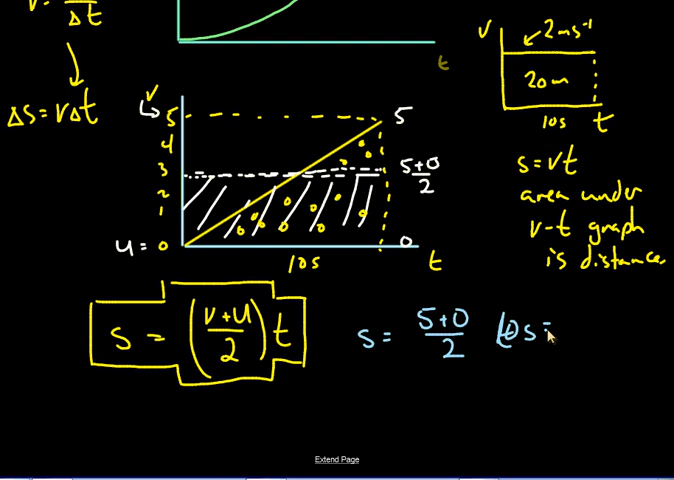 v=
Δt
Δs = vΔt
t
v
5
4
3
2
1
u = 0
5
5+0
2
0
10s
t
v
2ms⁻¹
20m
10s
t
s = vt
area under
v-t graph
is distance.
s = (v+u/2) t
s = 5+0/2 10s =
Extend Page